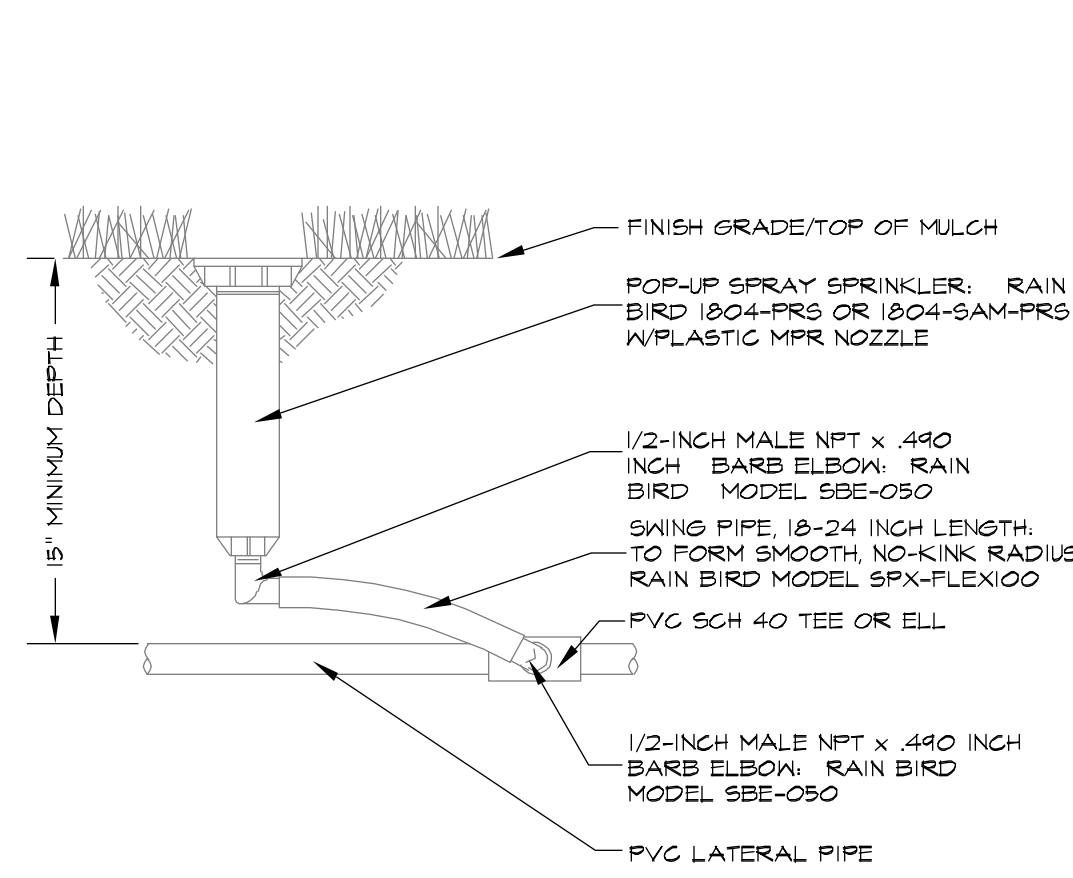 FINISH GRADE/TOP OF MULCH
POP-UP SPRAY SPRINKLER: RAIN
BIRD 1804-PRS OR 1804-SAM-PRS
W/PLASTIC MPR NOZZLE
15" MINIMUM DEPTH
1/2-INCH MALE NPT x .490
INCH BARB ELBOW: RAIN
BIRD MODEL SBE-050
SWING PIPE, 18-24 INCH LENGTH:
TO FORM SMOOTH, NO-KINK RADIUS
RAIN BIRD MODEL SPX-FLEX100
PVC SCH 40 TEE OR ELL
1/2-INCH MALE NPT x .490 INCH
BARB ELBOW: RAIN BIRD
MODEL SBE-050
PVC LATERAL PIPE